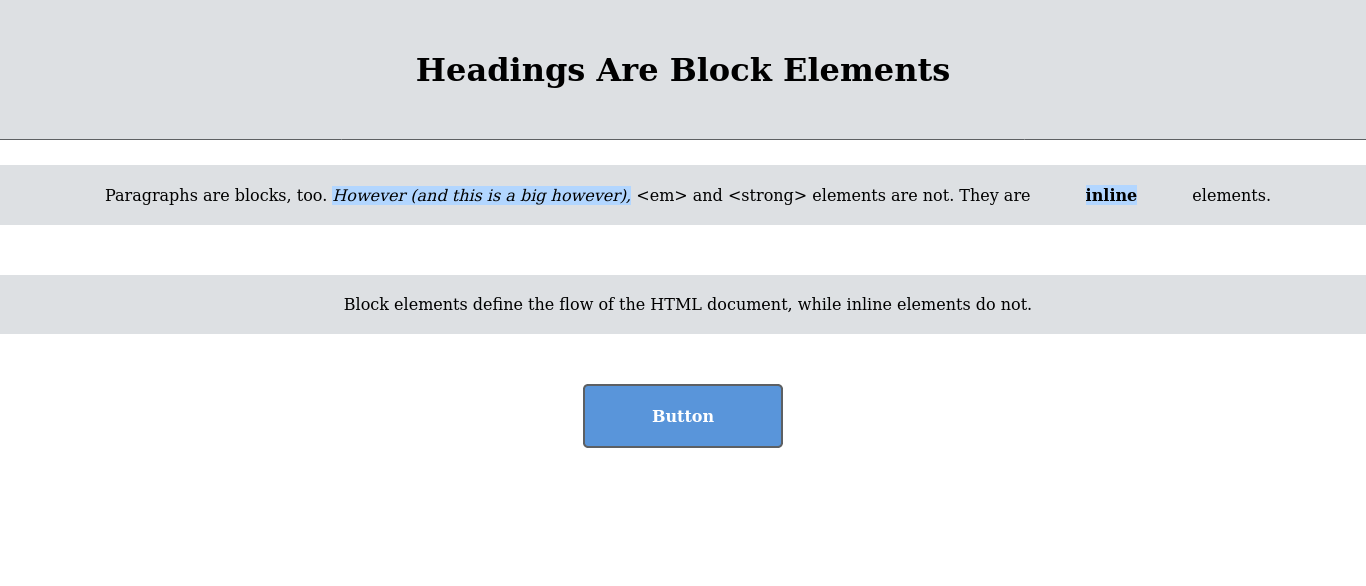 Headings Are Block Elements
Paragraphs are blocks, too. However (and this is a big however), <em> and <strong> elements are not. They are inline elements.
Block elements define the flow of the HTML document, while inline elements do not.
Button